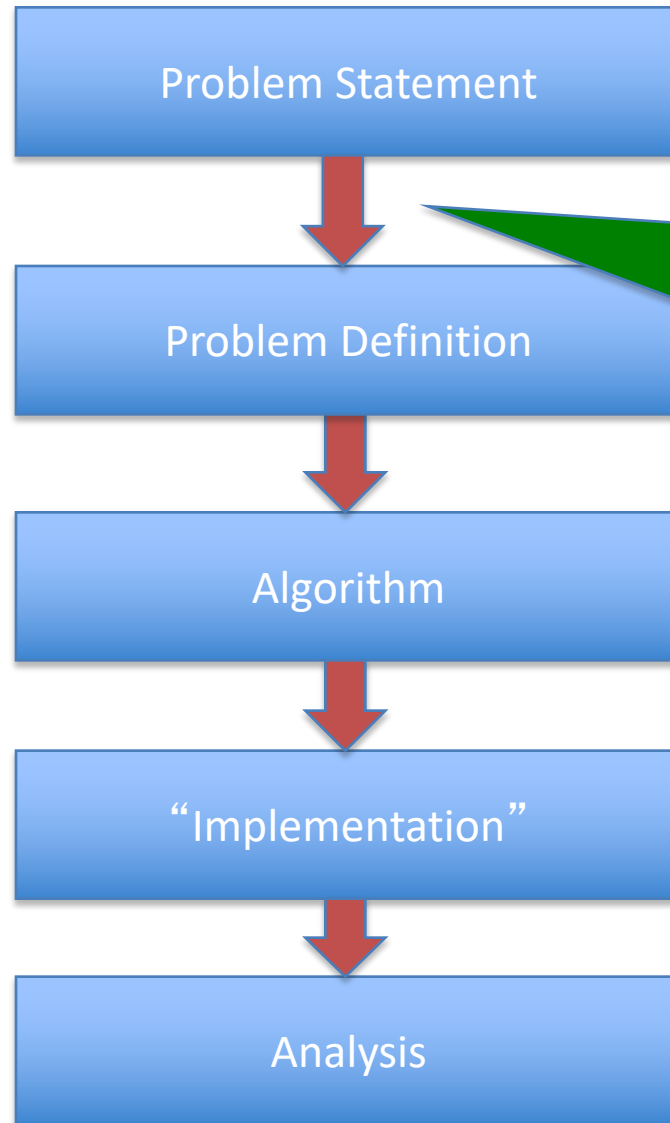 Problem Statement
Problem Definition
Algorithm
“Implementation”
Analysis